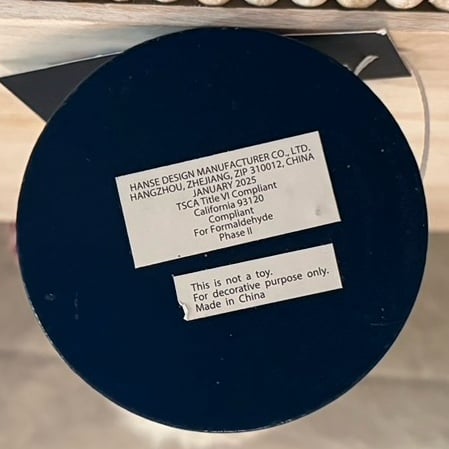 HANSE DESIGN MANUFACTURER CO., LTD.
HANGZHOU, ZHEJIANG, ZIP 310012, CHINA
JANUARY 2025
TSCA Title VI Compliant
California 93120
Compliant
For Formaldehyde
Phase II
This is not a toy.
For decorative purpose only.
Made in China